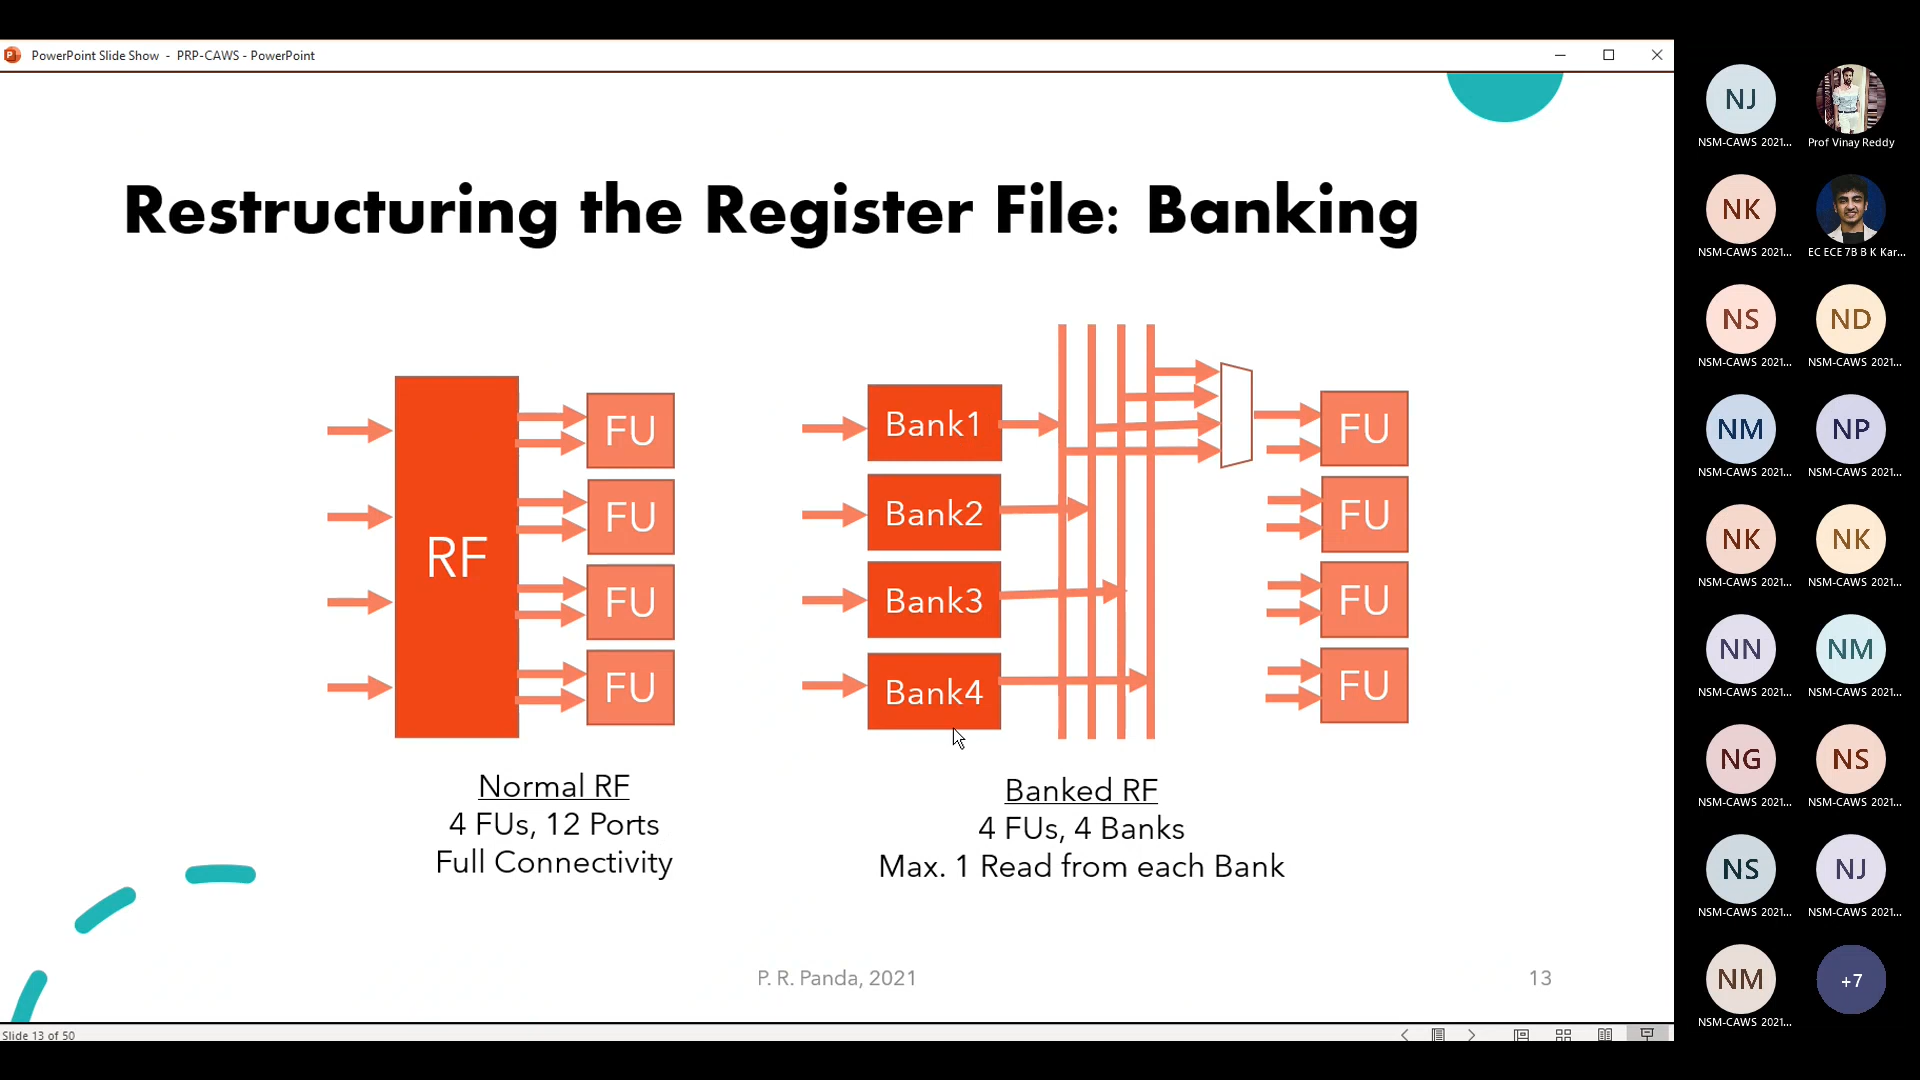 PowerPoint Slide Show - PRP-CAWS - PowerPoint
Restructuring the Register File: Banking
RF
FU
FU
FU
FU
Normal RF
4 FUs, 12 Ports
Full Connectivity
Bank1
Bank2
Bank3
Bank4
FU
FU
FU
FU
Banked RF
4 FUs, 4 Banks
Max. 1 Read from each Bank
P. R. Panda, 2021
13
Slide 13 of 50
NJ
NSM-CAWS 2021...
Prof Vinay Reddy
NK
NSM-CAWS 2021...
EC ECE 7B B K Kar...
NS
NSM-CAWS 2021...
ND
NSM-CAWS 2021...
NM
NSM-CAWS 2021...
NP
NSM-CAWS 2021...
NK
NSM-CAWS 2021...
NK
NSM-CAWS 2021...
NN
NSM-CAWS 2021...
NM
NSM-CAWS 2021...
NG
NSM-CAWS 2021...
NS
NSM-CAWS 2021...
NS
NSM-CAWS 2021...
NJ
NSM-CAWS 2021...
NM
NSM-CAWS 2021...
+7